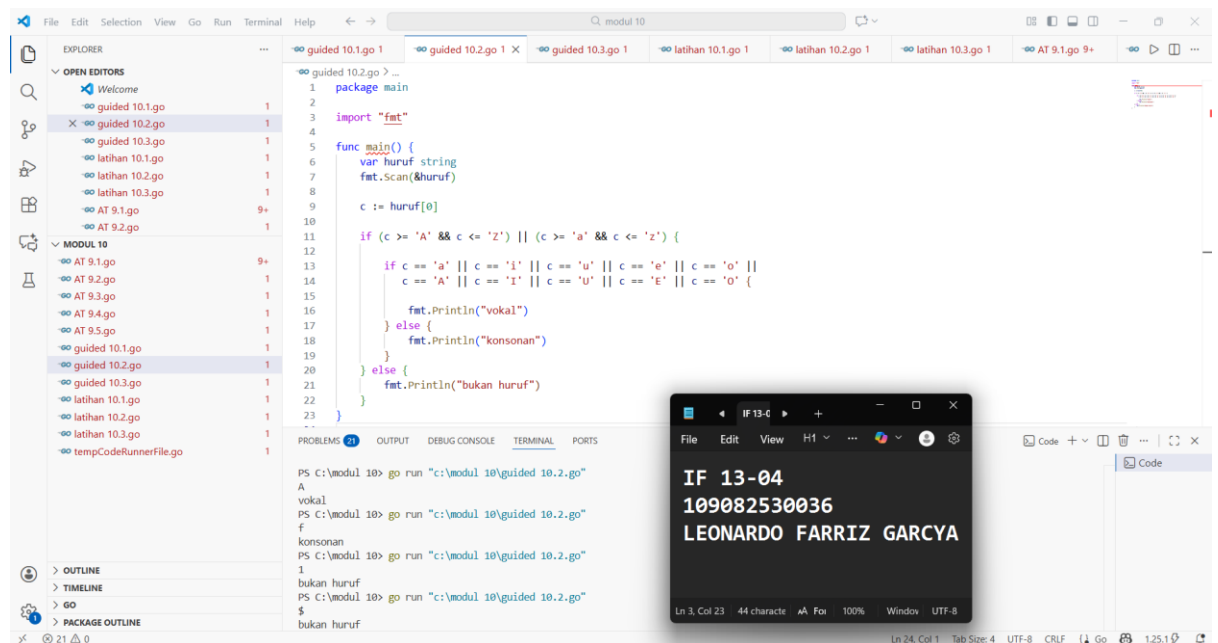 File Edit Selection View Go Run Terminal Help
modul 10
EXPLORER
OPEN EDITORS
Welcome
guided 10.1.go 1
guided 10.2.go 1
guided 10.3.go 1
latihan 10.1.go 1
latihan 10.2.go 1
latihan 10.3.go 1
AT 9.1.go 9+
AT 9.2.go 1
MODUL 10
AT 9.1.go 9+
AT 9.2.go 1
AT 9.3.go 1
AT 9.4.go 1
AT 9.5.go 1
guided 10.1.go 1
guided 10.2.go 1
guided 10.3.go 1
latihan 10.1.go 1
latihan 10.2.go 1
latihan 10.3.go 1
tempCodeRunnerFile.go 1
OUTLINE
TIMELINE
GO
PACKAGE OUTLINE
guided 10.1.go 1 guided 10.2.go 1 guided 10.3.go 1 latihan 10.1.go 1 latihan 10.2.go 1 latihan 10.3.go 1 AT 9.1.go 9+
guided 10.2.go > ...
1 package main
2
3 import "fmt"
4
5 func main() {
6 var huruf string
7 fmt.Scan(&huruf)
8
9 c := huruf[0]
10
11 if (c >= 'A' && c <= 'Z') || (c >= 'a' && c <= 'z') {
12
13 if c == 'a' || c == 'i' || c == 'u' || c == 'e' || c == 'o' ||
14 c == 'A' || c == 'I' || c == 'U' || c == 'E' || c == 'O' {
15
16 fmt.Println("vokal")
17 } else {
18 fmt.Println("konsonan")
19 }
20 } else {
21 fmt.Println("bukan huruf")
22 }
23 }
PROBLEMS 21 OUTPUT DEBUG CONSOLE TERMINAL PORTS
Code
Code
PS C:\modul 10> go run "c:\modul 10\guided 10.2.go"
A
vokal
PS C:\modul 10> go run "c:\modul 10\guided 10.2.go"
f
konsonan
PS C:\modul 10> go run "c:\modul 10\guided 10.2.go"
1
bukan huruf
PS C:\modul 10> go run "c:\modul 10\guided 10.2.go"
$
bukan huruf
IF 13-0
File Edit View H1
IF 13-04
109082530036
LEONARDO FARRIZ GARCYA
Ln 3, Col 23 44 characte 100% Window UTF-8
1
21 0
Ln 24, Col 1 Tab Size: 4 UTF-8 CRLF Go 1.25.1